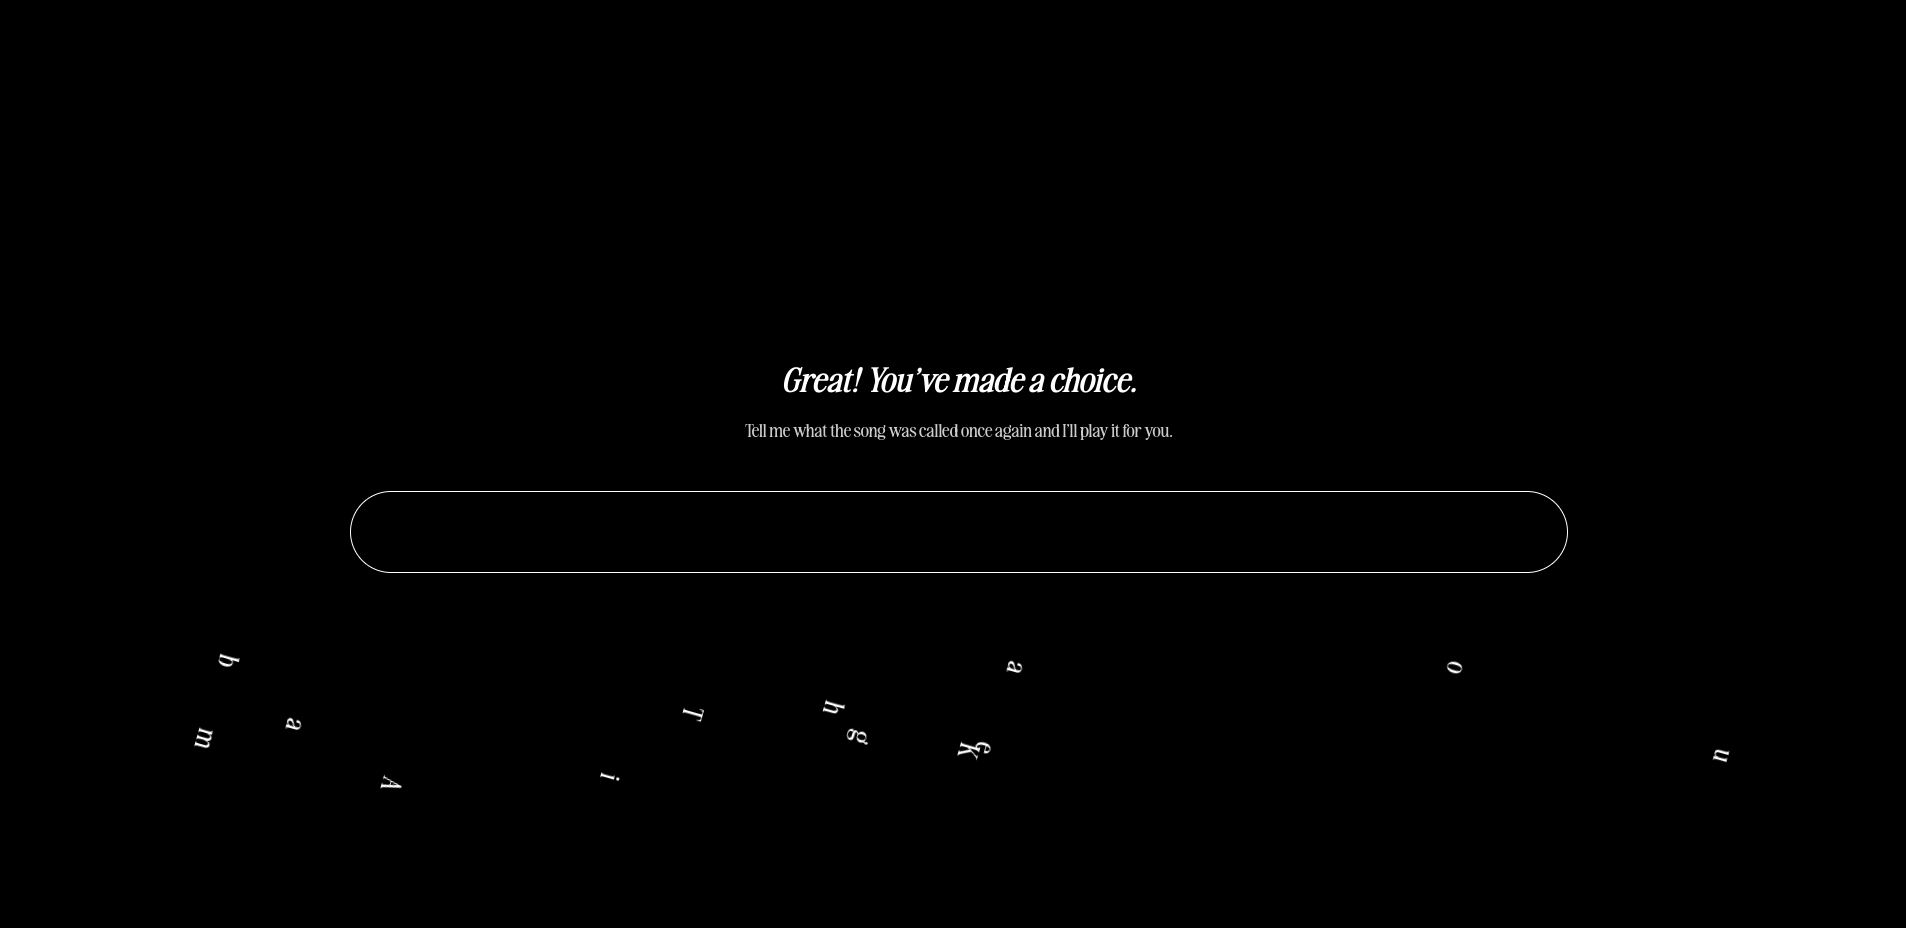 Great! You’ve made a choice.
Tell me what the song was called once again and I’ll play it for you.
b
a
o
h
T
a
g
m
k
e
u
i
A